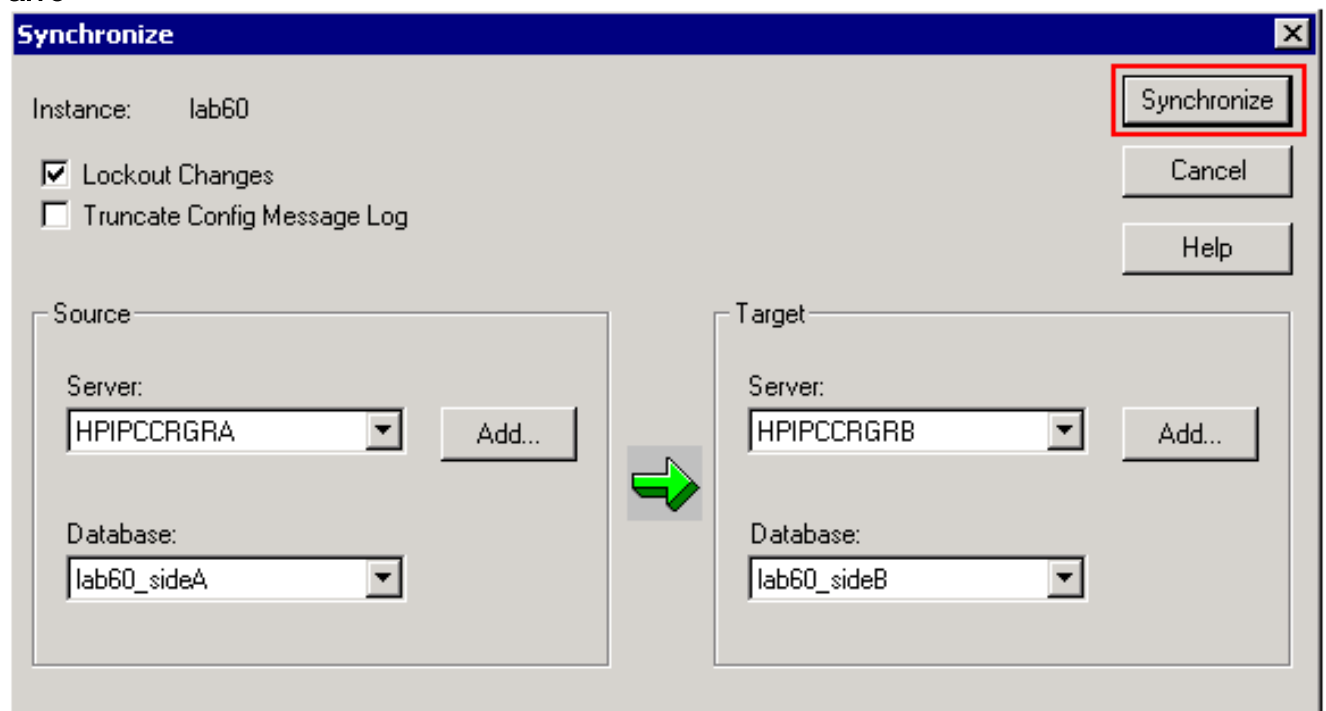 Synchronize
Instance: lab60
Synchronize
Lockout Changes
Cancel
Truncate Config Message Log
Help
Source
Target
Server:
Server:
HPIPCCRGRA
Add...
HPIPCCRGRB
Add...
Database:
Database:
lab60_sideA
lab60_sideB